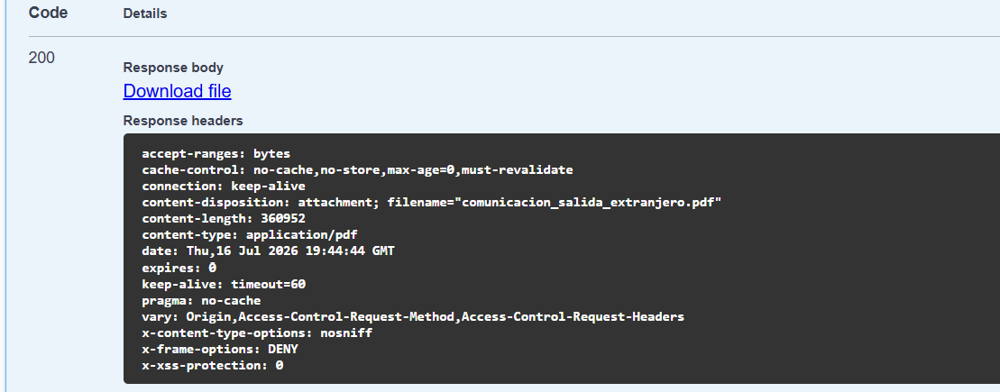 Code Details
200
Response body
Download file
Response headers
accept-ranges: bytes
cache-control: no-cache,no-store,max-age=0,must-revalidate
connection: keep-alive
content-disposition: attachment; filename="comunicacion_salida_extranjero.pdf"
content-length: 360952
content-type: application/pdf
date: Thu,16 Jul 2026 19:44:44 GMT
expires: 0
keep-alive: timeout=60
pragma: no-cache
vary: Origin,Access-Control-Request-Method,Access-Control-Request-Headers
x-content-type-options: nosniff
x-frame-options: DENY
x-xss-protection: 0